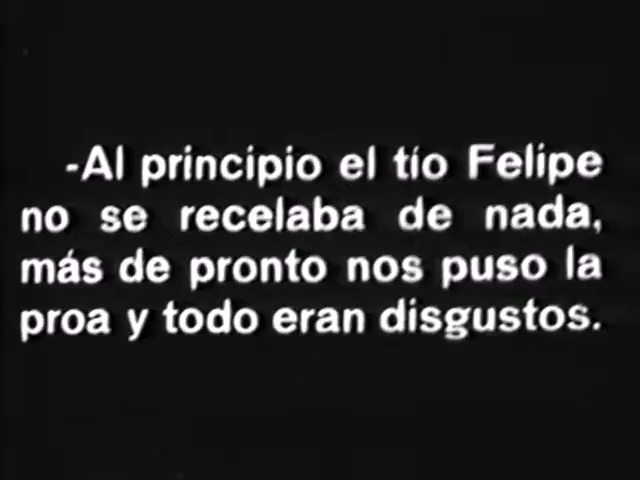 -Al principio el tío Felipe
no se recelaba de nada,
más de pronto nos puso la
proa y todo eran disgustos.